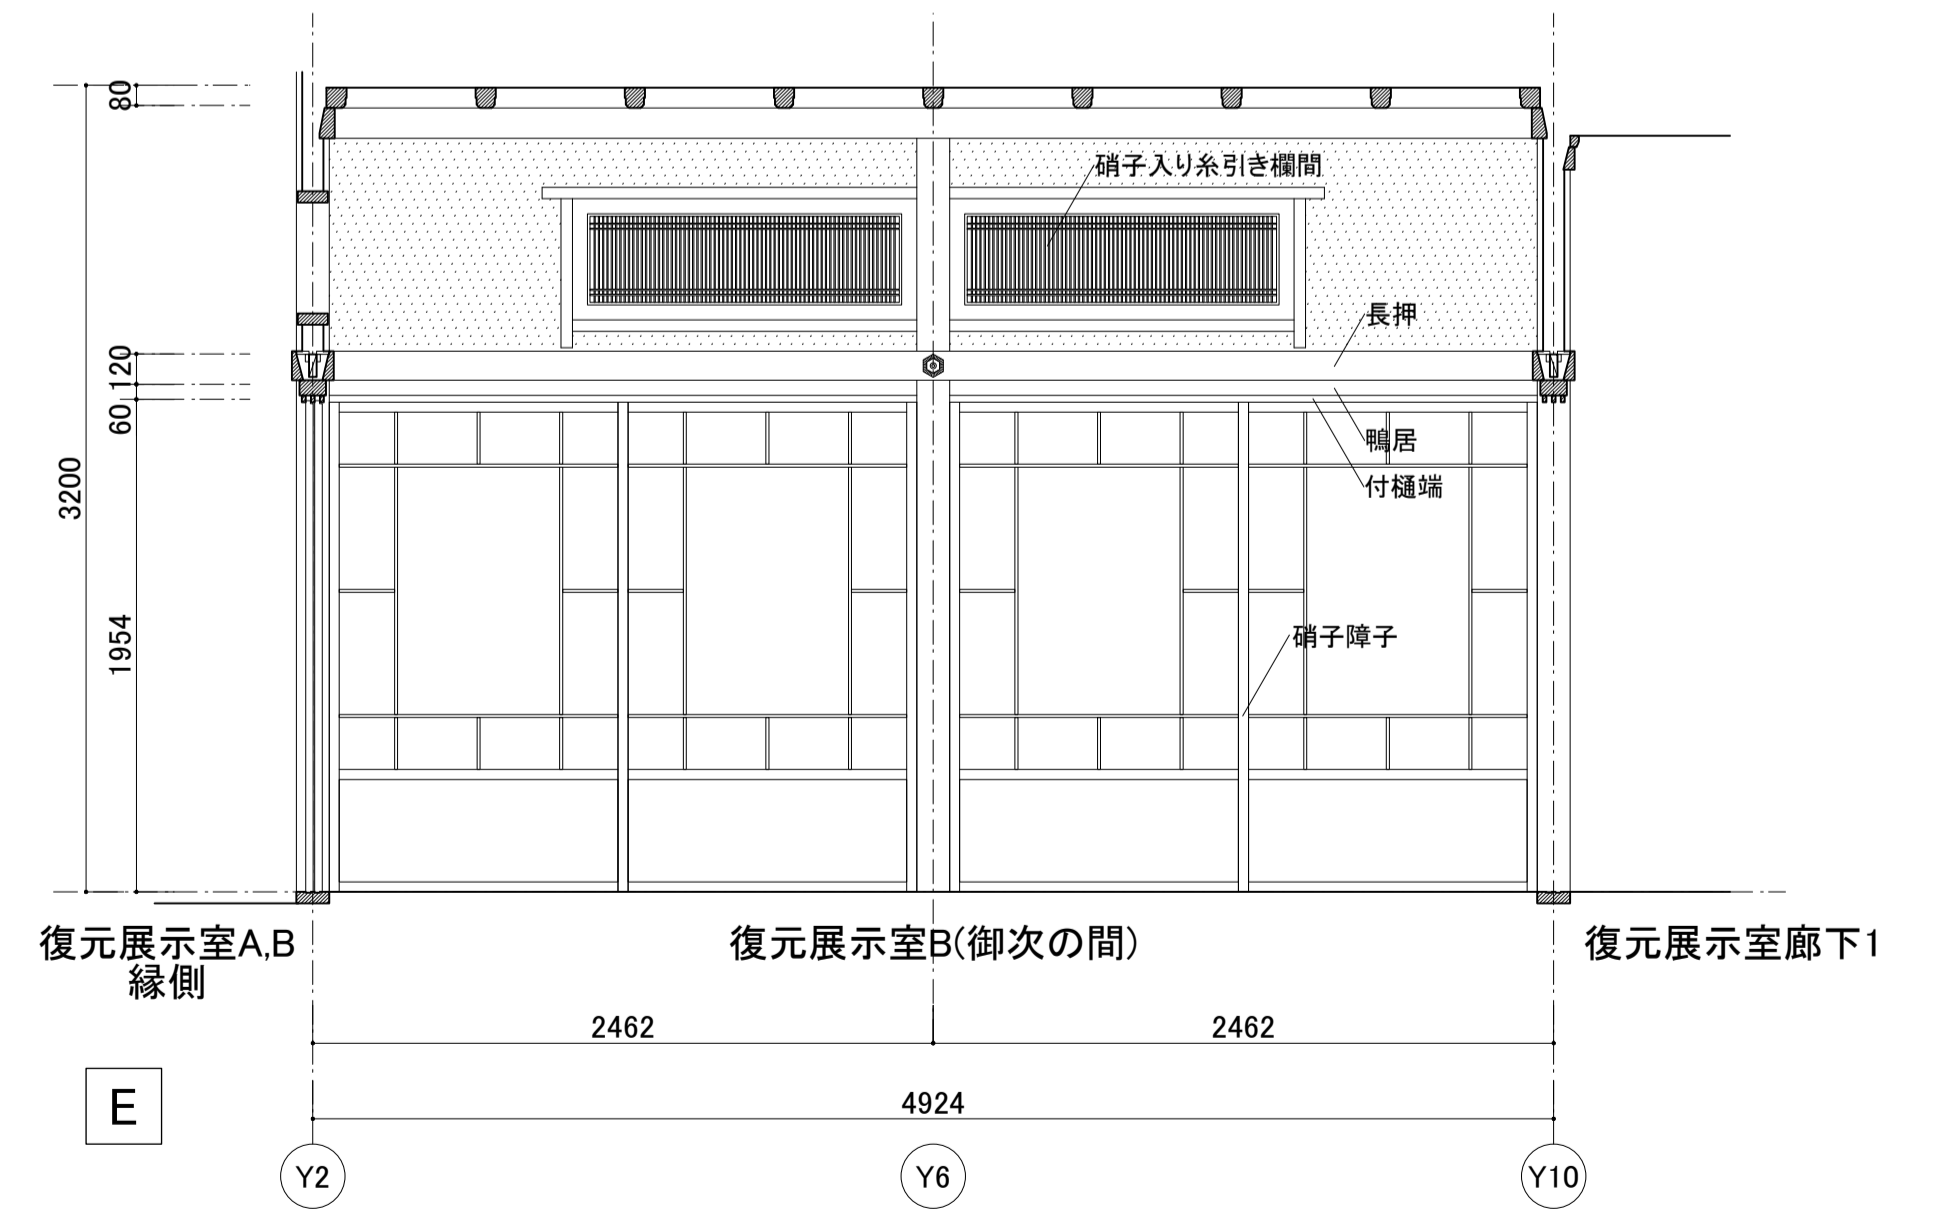 80
硝子入り糸引き欄間
長押
120
60
鴨居
3200
付樋端
1954
硝子障子
復元展示室A,B
縁側
復元展示室B(御次の間)
復元展示室廊下1
2462
2462
E
4924
Y2
Y6
Y10